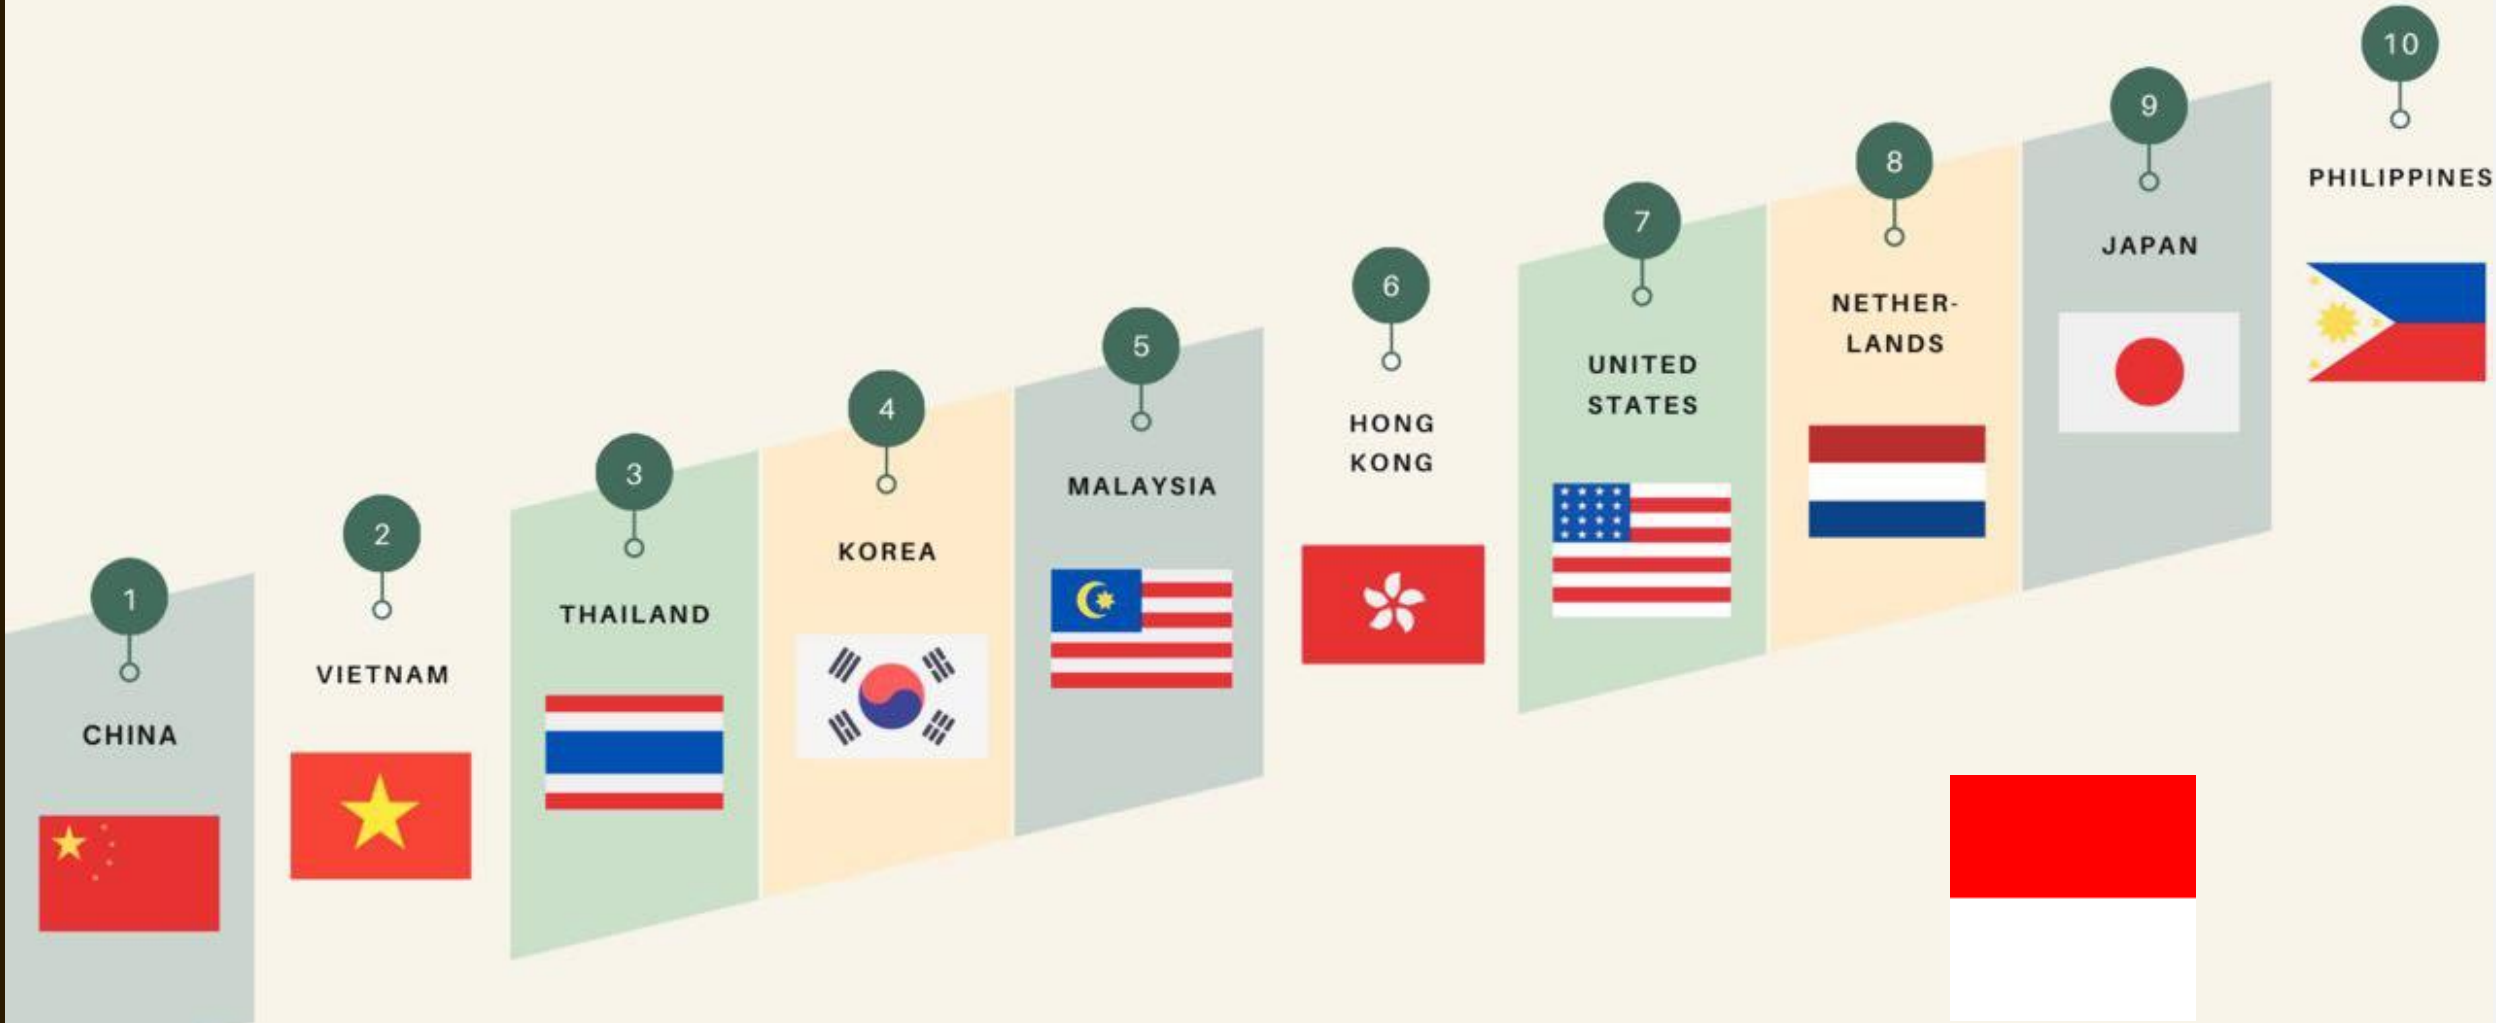 1
CHINA
2
VIETNAM
3
THAILAND
4
KOREA
5
MALAYSIA
6
HONG
KONG
7
UNITED
STATES
8
NETHER-
LANDS
9
JAPAN
10
PHILIPPINES